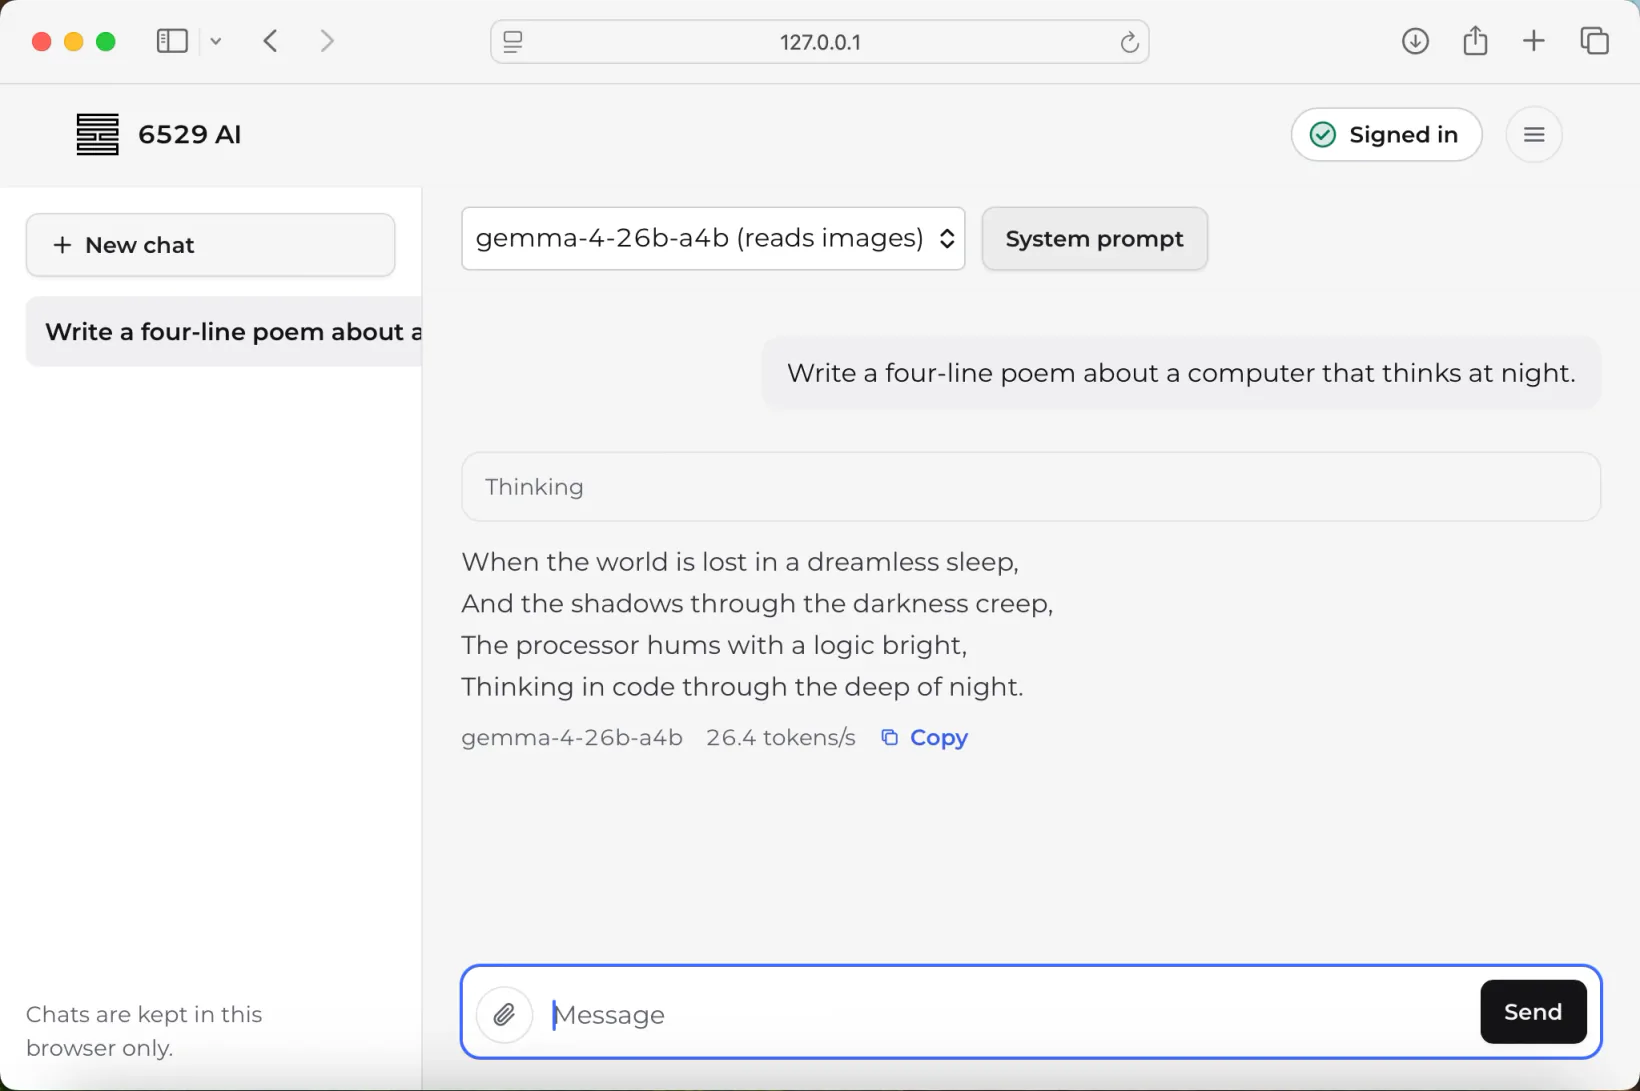 127.0.0.1
6529 AI
Signed in
+ New chat
Write a four-line poem about a
gemma-4-26b-a4b (reads images)
System prompt
Write a four-line poem about a computer that thinks at night.
Thinking
When the world is lost in a dreamless sleep,
And the shadows through the darkness creep,
The processor hums with a logic bright,
Thinking in code through the deep of night.
gemma-4-26b-a4b 26.4 tokens/s Copy
Chats are kept in this
browser only.
Message
Send